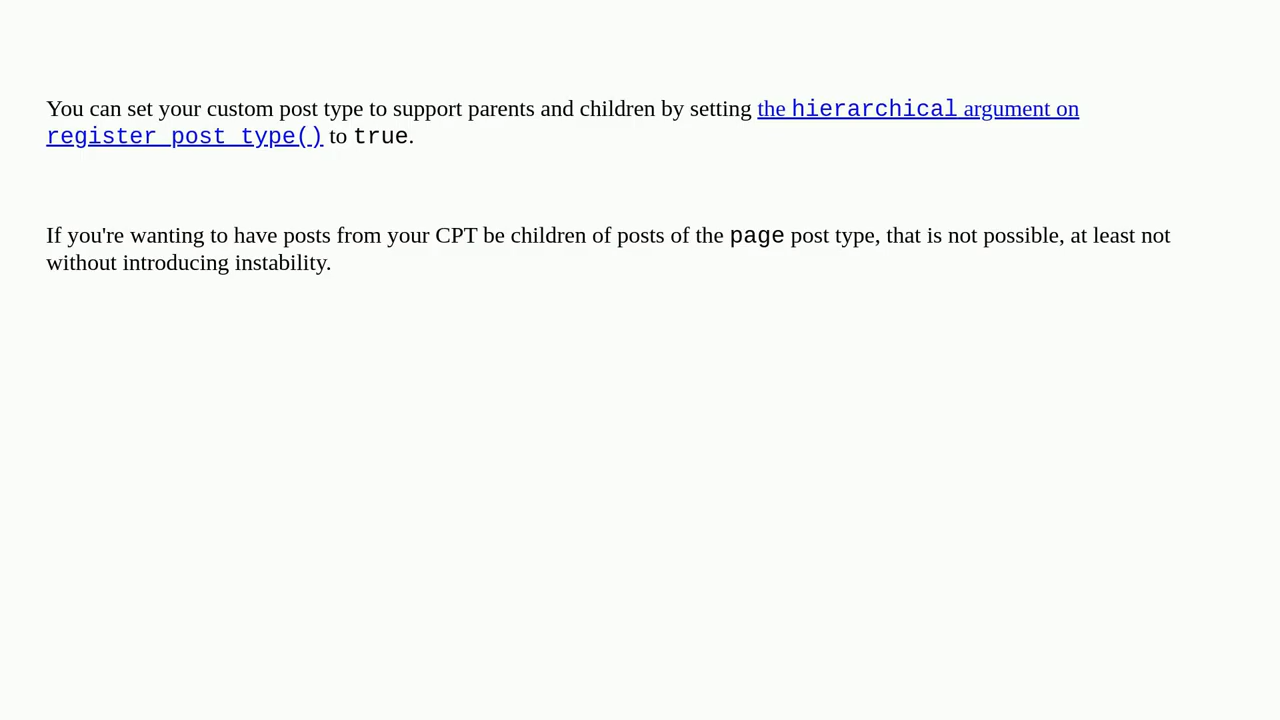 You can set your custom post type to support parents and children by setting the hierarchical argument on
register_post_type() to true.
If you're wanting to have posts from your CPT be children of posts of the page post type, that is not possible, at least not
without introducing instability.